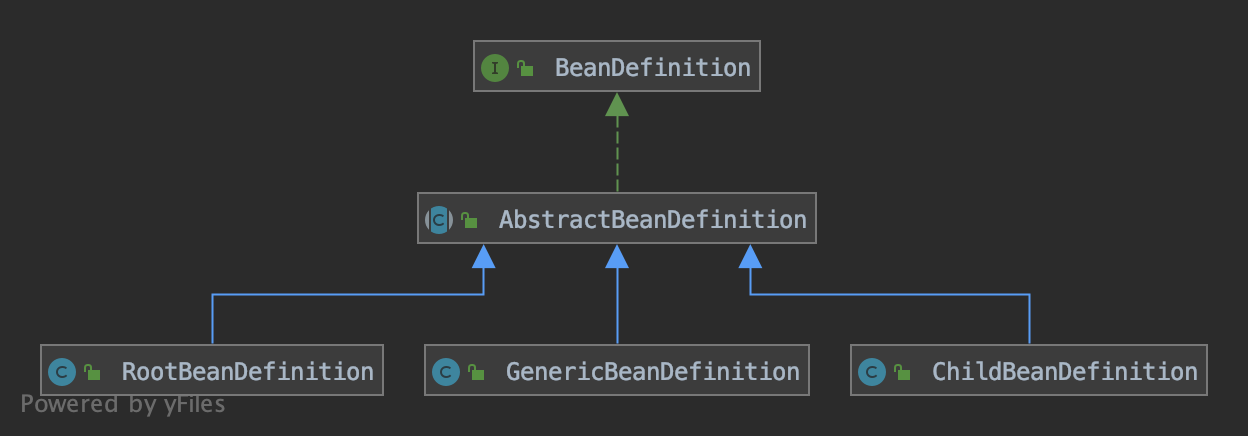 I BeanDefinition
C AbstractBeanDefinition
C RootBeanDefinition
C GenericBeanDefinition
C ChildBeanDefinition
Powered by yFiles